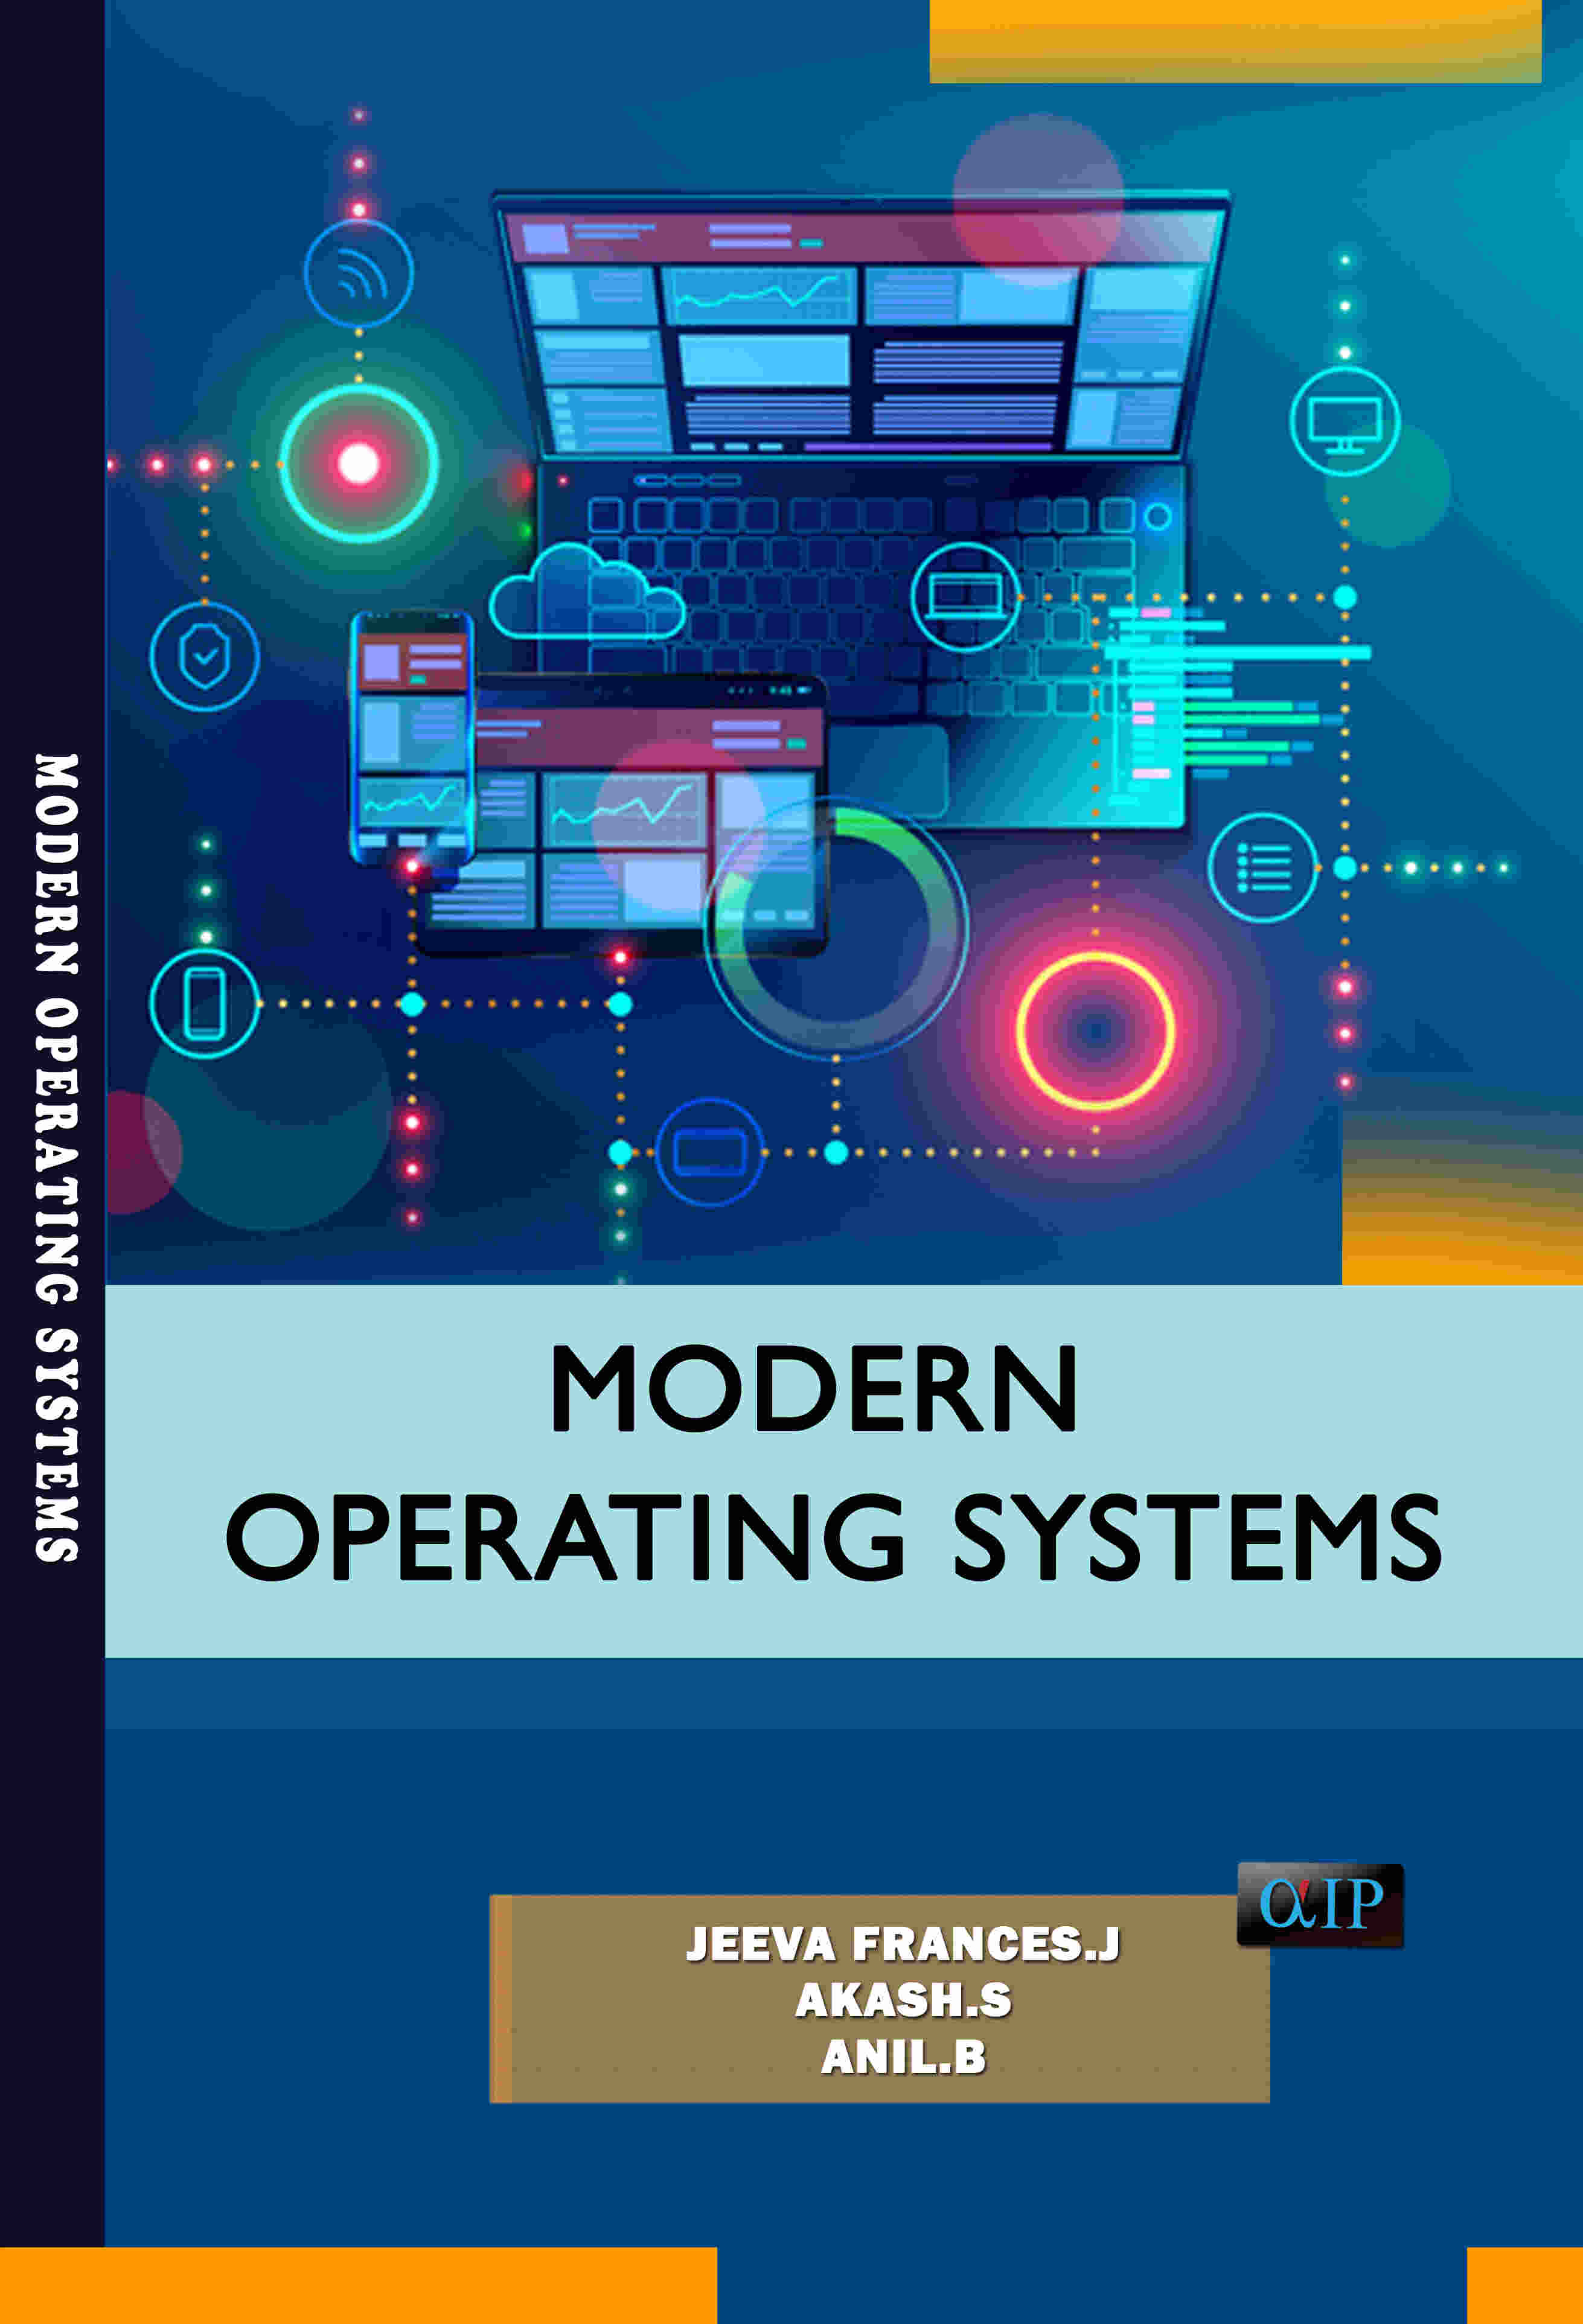 MODERN OPERATING SYSTEMS
MODERN
OPERATING SYSTEMS
αIP
JEEVA FRANCES.J
AKASH.S
ANIL.B